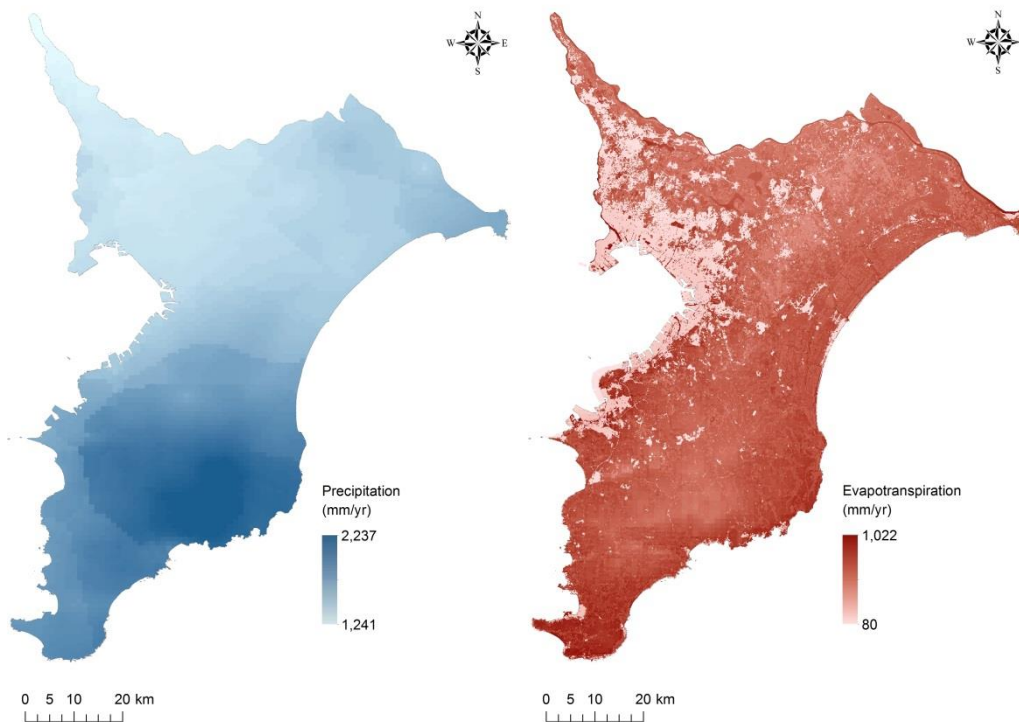 N
W E
S
Precipitation
(mm/yr)
2,237
1,241
0 5 10 20 km
N
W E
S
Evapotranspiration
(mm/yr)
1,022
80
0 5 10 20 km